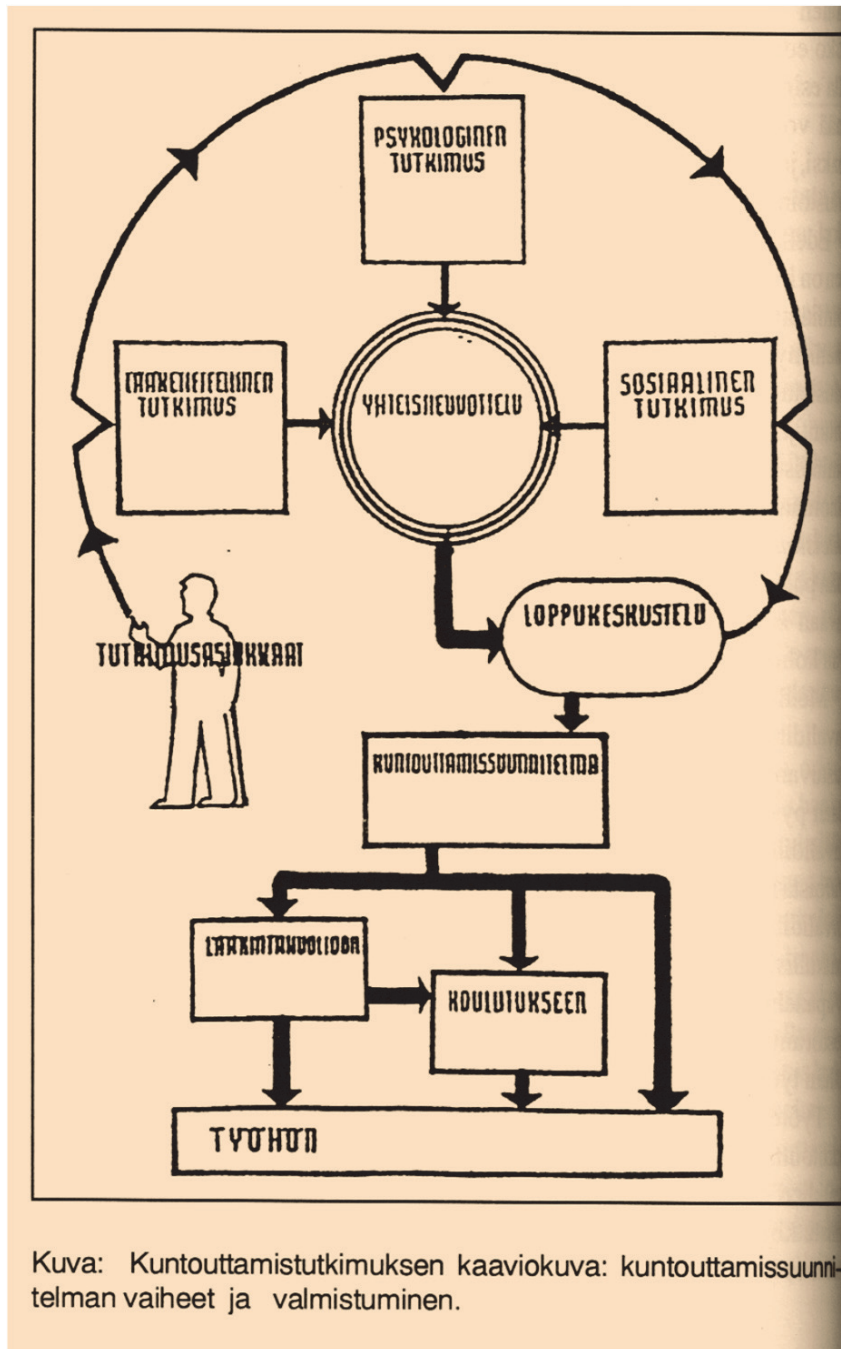 PSYKOLOGINEN
TUTKIMUS
LÄÄKETIETEELLINEN
TUTKIMUS
YHTEISNEUVOTTELU
SOSIAALINEN
TUTKIMUS
LOPPUKESKUSTELU
TUTKIMUSASIAKKAAT
KUNTOUTTAMISSUUNNITELMA
LÄÄKINTÄHUOLTOON
KOULUTUKSEEN
TYÖHÖN
Kuva: Kuntouttamistutkimuksen kaaviokuva: kuntouttamissuunni-
telman vaiheet ja valmistuminen.